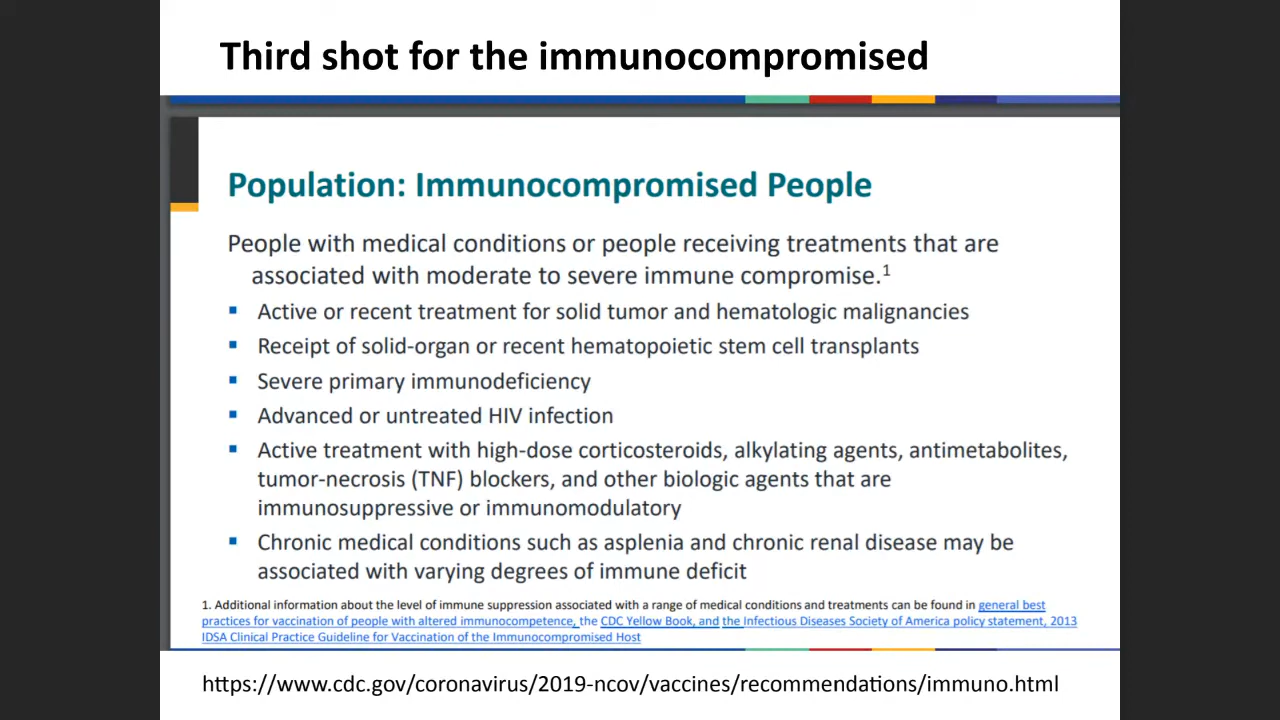 Third shot for the immunocompromised
Population: Immunocompromised People
People with medical conditions or people receiving treatments that are
associated with moderate to severe immune compromise.1
▪ Active or recent treatment for solid tumor and hematologic malignancies
▪ Receipt of solid-organ or recent hematopoietic stem cell transplants
▪ Severe primary immunodeficiency
▪ Advanced or untreated HIV infection
▪ Active treatment with high-dose corticosteroids, alkylating agents, antimetabolites,
tumor-necrosis (TNF) blockers, and other biologic agents that are
immunosuppressive or immunomodulatory
▪ Chronic medical conditions such as asplenia and chronic renal disease may be
associated with varying degrees of immune deficit
1. Additional information about the level of immune suppression associated with a range of medical conditions and treatments can be found in general best
practices for vaccination of people with altered immunocompetence, the CDC Yellow Book, and the Infectious Diseases Society of America policy statement, 2013
IDSA Clinical Practice Guideline for Vaccination of the Immunocompromised Host
https://www.cdc.gov/coronavirus/2019-ncov/vaccines/recommendations/immuno.html